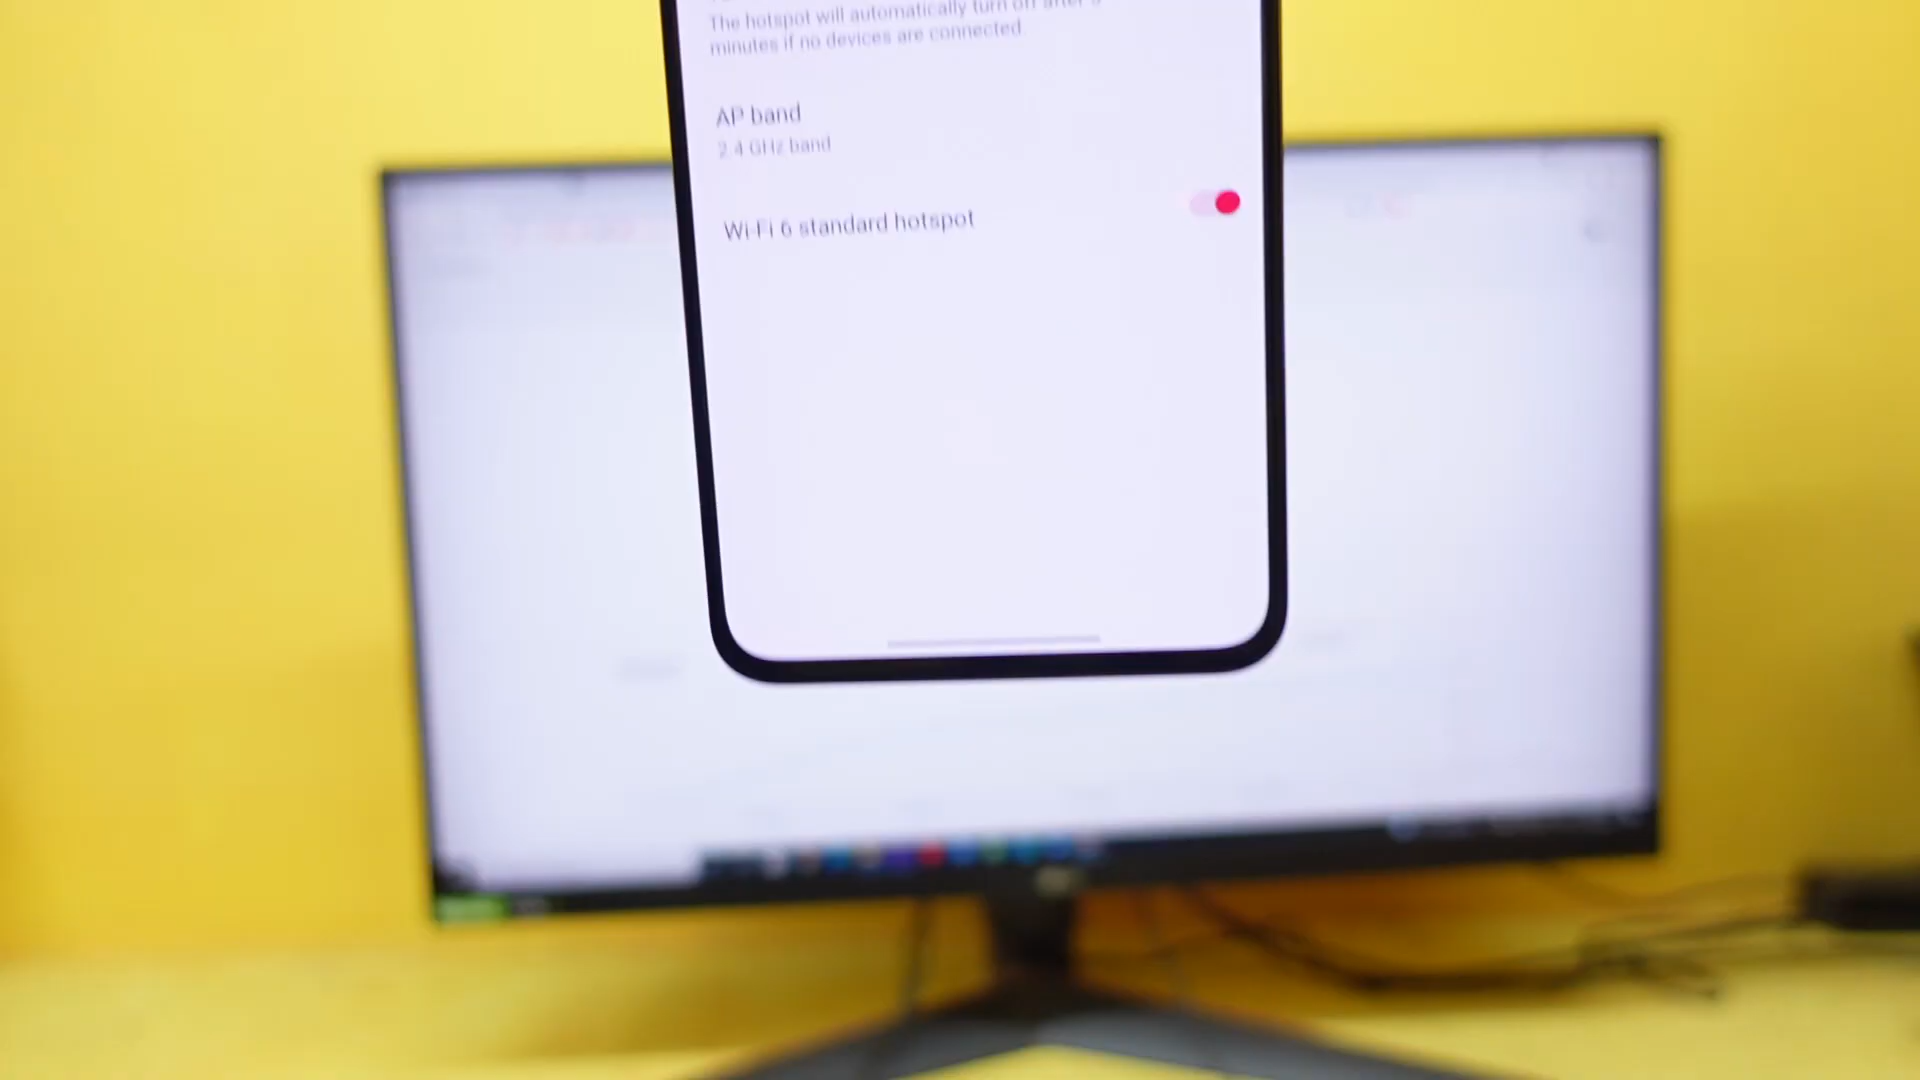 The hotspot will automatically turn off after 5
minutes if no devices are connected.
AP band
2.4 GHz band
Wi-Fi 6 standard hotspot